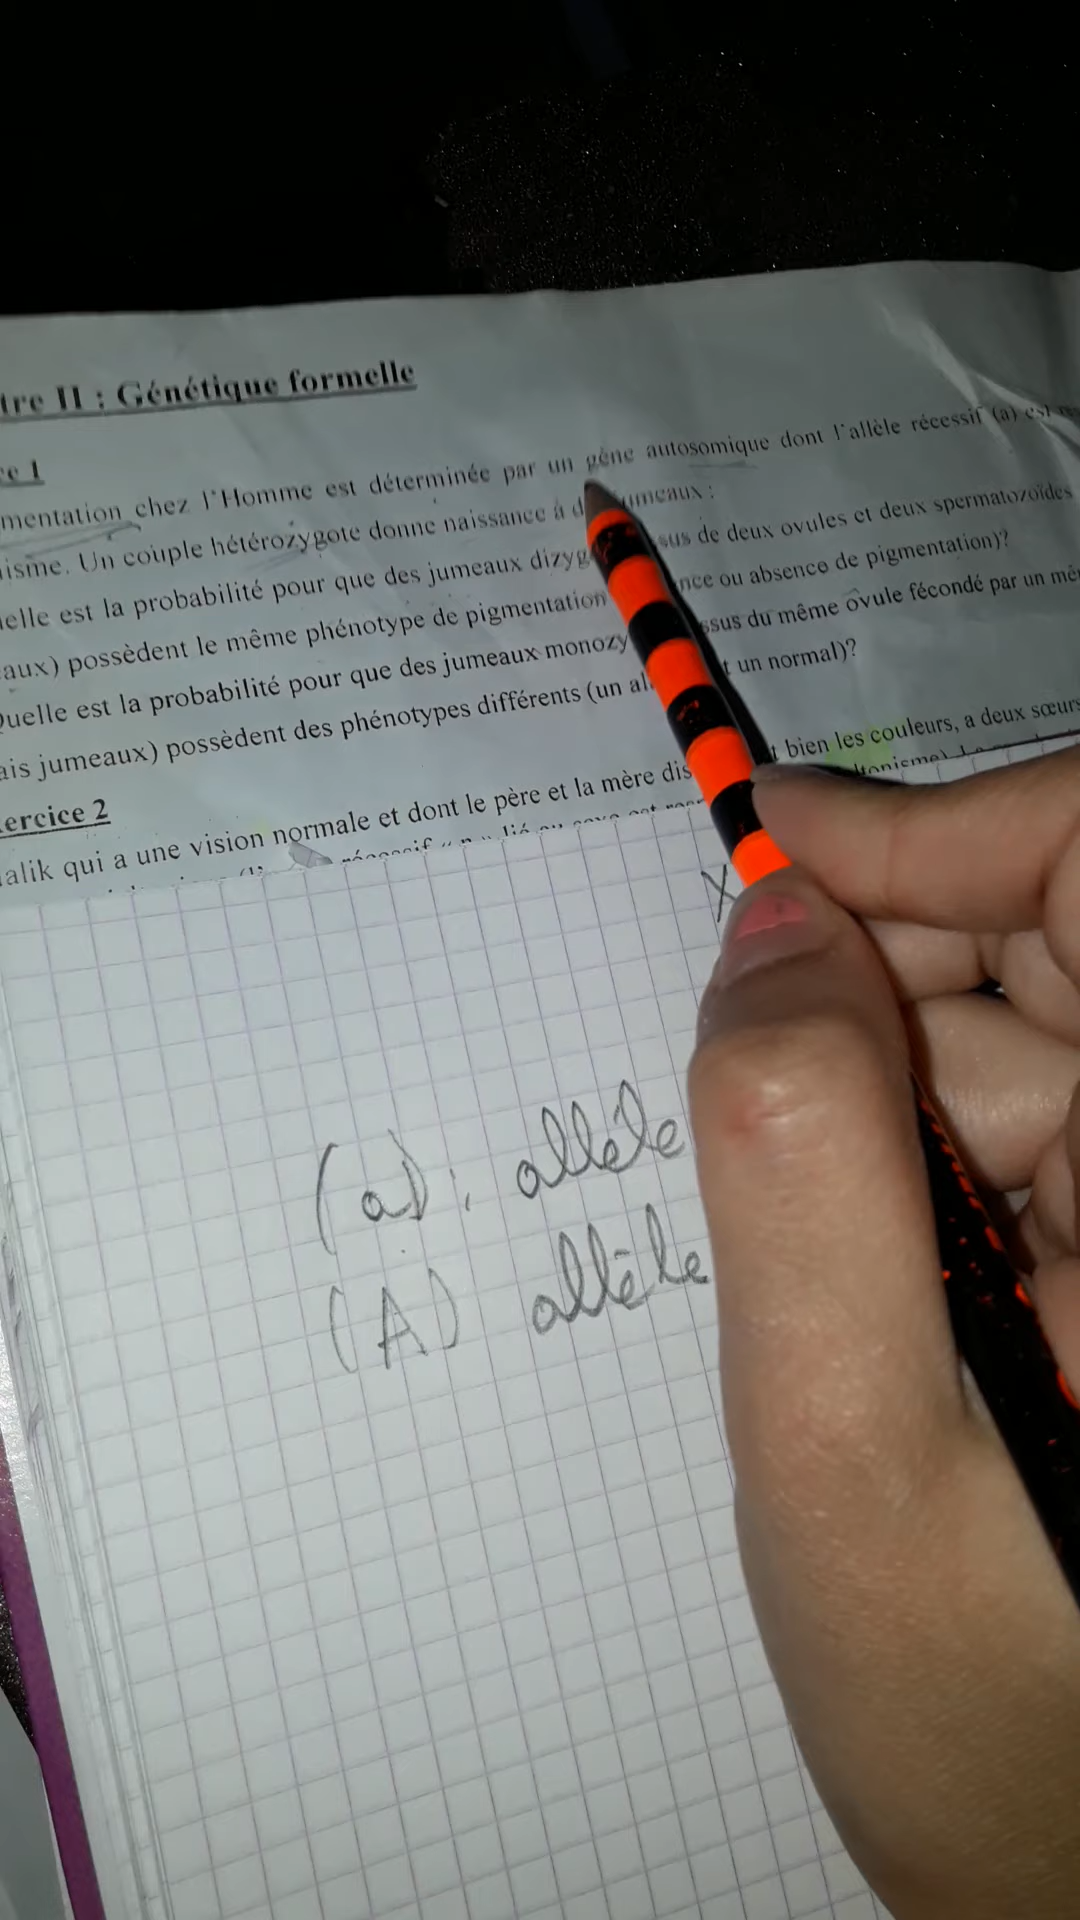 tre II : Génétique formelle
ce 1
mentation chez l'Homme est déterminée par un gène autosomique dont l'allèle récessif (a) est
isme. Un couple hétérozygote donne naissance à d umeaux :
elle est la probabilité pour que des jumeaux dizyg sus de deux ovules et deux spermatozoïdes
aux) possèdent le même phénotype de pigmentation nce ou absence de pigmentation)?
Quelle est la probabilité pour que des jumeaux monozy ssus du même ovule fécondé par un mê
ais jumeaux) possèdent des phénotypes différents (un al t un normal)?
ercice 2
alik qui a une vision normale et dont le père et la mère dis t bien les couleurs, a deux sœurs
X
(a) : allèle
(A) allèle